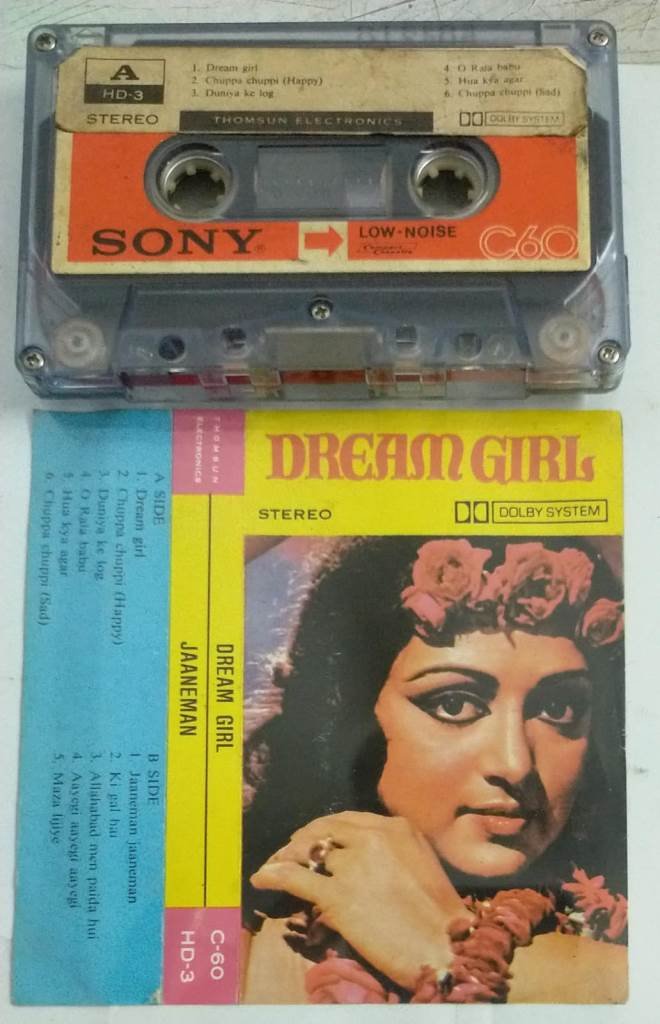 A
HD-3
STEREO
1. Dream girl
2. Chuppa chuppi (Happy)
3. Duniya ke log
4. O Raja babu
5. Hua kya agar
6. Chuppa chuppi (Sad)
THOMSUN ELECTRONICS
DOLBY SYSTEM
SONY®
LOW-NOISE
Compact Cassette
C60
DREAM GIRL
STEREO
DOLBY SYSTEM
THOMSUN
ELECTRONICS
DREAM GIRL
JAANEMAN
C-60
HD-3
A SIDE
1. Dream girl
2. Chuppa chuppi (Happy)
3. Duniya ke log
4. O Raja babu
5. Hua kya agar
6. Chuppa chuppi (Sad)
B SIDE
1. Jaaneman jaaneman
2. Ki gal hai
3. Allahabad men paida hui
4. Aayegi aayegi aayegi
5. Maza lijiye